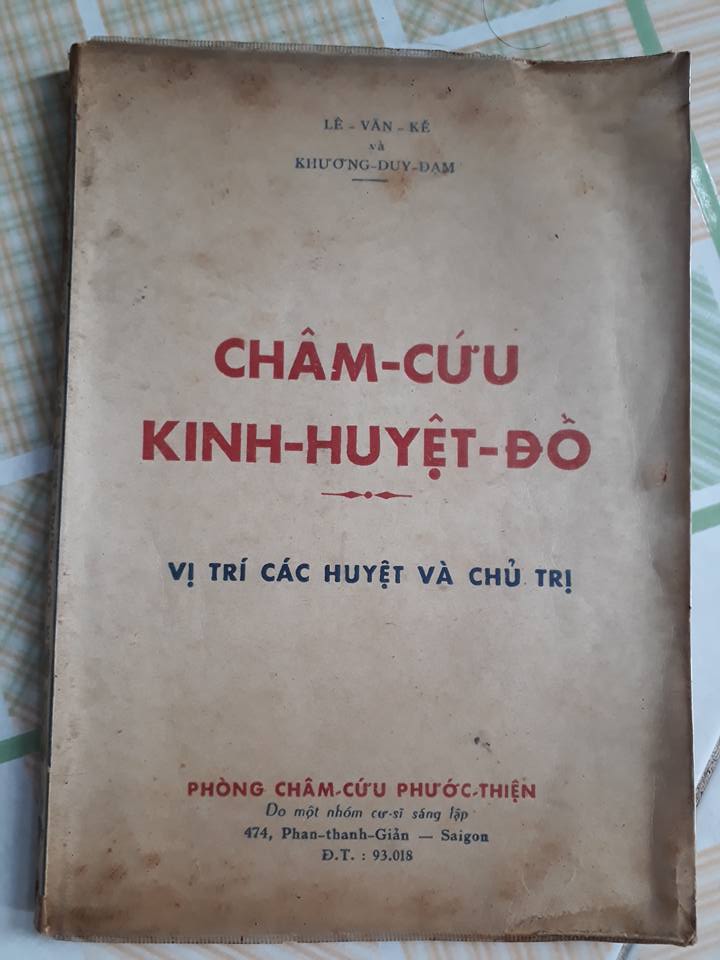 LÊ - VĂN - KẾ
và
KHƯƠNG-DUY-ĐẠM
CHÂM-CỨU
KINH-HUYỆT-ĐỒ
VỊ TRÍ CÁC HUYỆT VÀ CHỦ TRỊ
PHÒNG CHÂM-CỨU PHƯỚC-THIỆN
Do một nhóm cư-sĩ sáng lập
474, Phan-thanh-Giản — Saigon
Đ.T. : 93.018